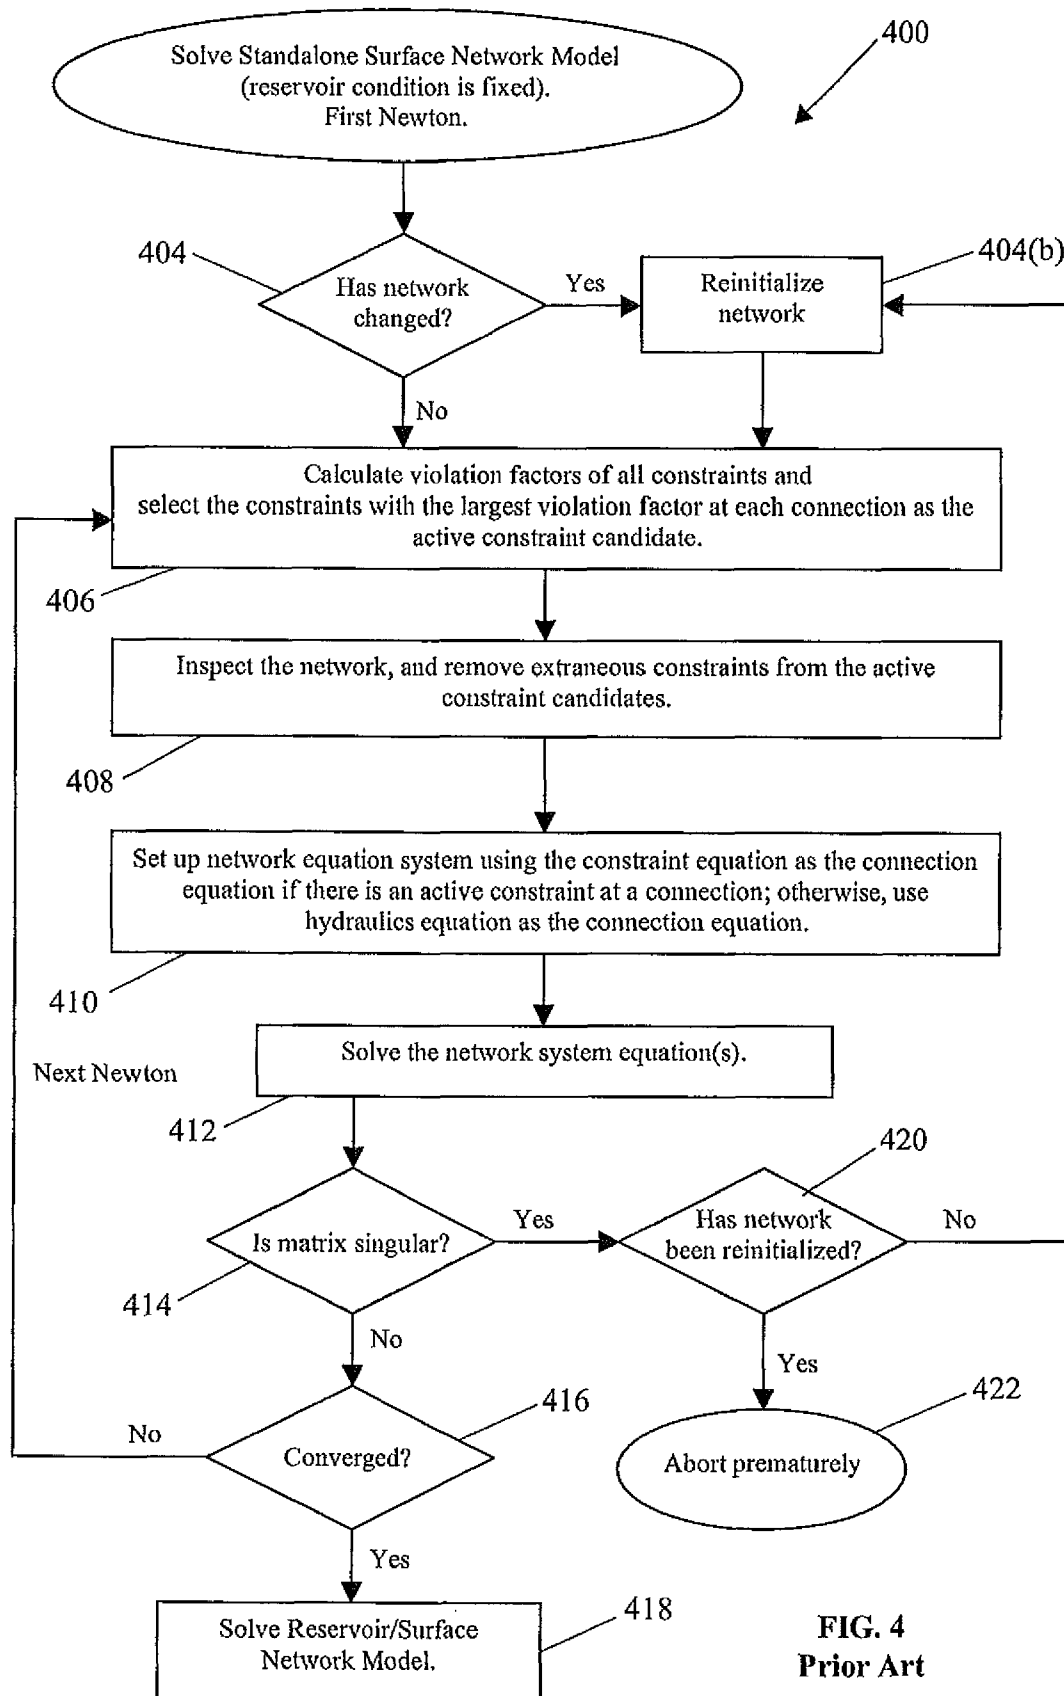 400
Solve Standalone Surface Network Model
(reservoir condition is fixed).
First Newton.
404
Has network
changed?
Yes
404(b)
Reinitialize
network
No
Calculate violation factors of all constraints and
select the constraints with the largest violation factor at each connection as the
active constraint candidate.
406
Inspect the network, and remove extraneous constraints from the active
constraint candidates.
408
Set up network equation system using the constraint equation as the connection
equation if there is an active constraint at a connection; otherwise, use
hydraulics equation as the connection equation.
410
Solve the network system equation(s).
Next Newton
412
420
Is matrix singular?
Yes
Has network
been reinitialized?
No
414
No
Yes
416
422
No
Converged?
Abort prematurely
Yes
418
Solve Reservoir/Surface
Network Model.
FIG. 4
Prior Art